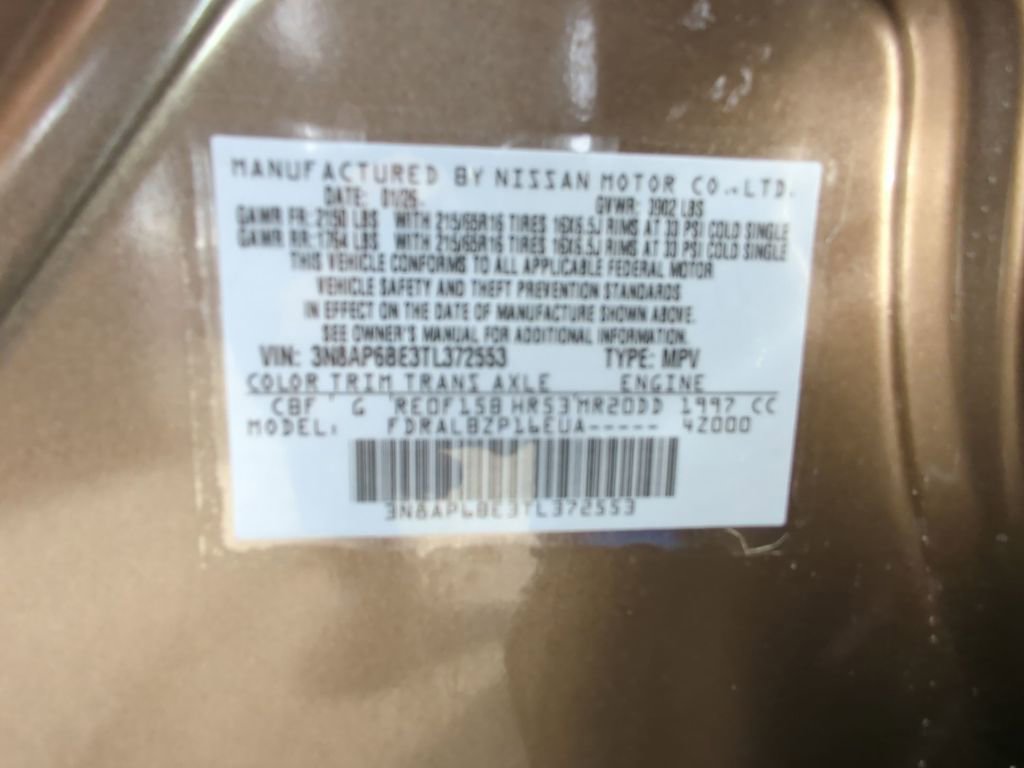 MANUFACTURED BY NISSAN MOTOR CO.,LTD.
DATE: 01/26 GVWR: 3902 LBS
GAWR FR: 2150 LBS WITH 215/65R16 TIRES 16X6.5J RIMS AT 33 PSI COLD SINGLE
GAWR RR: 1764 LBS WITH 215/65R16 TIRES 16X6.5J RIMS AT 33 PSI COLD SINGLE
THIS VEHICLE CONFORMS TO ALL APPLICABLE FEDERAL MOTOR
VEHICLE SAFETY AND THEFT PREVENTION STANDARDS
IN EFFECT ON THE DATE OF MANUFACTURE SHOWN ABOVE.
SEE OWNER'S MANUAL FOR ADDITIONAL INFORMATION.
VIN: 3N8AP6BE3TL372553 TYPE: MPV
COLOR TRIM TRANS AXLE ENGINE
CBF G RE0F15B HR53 MR20DD 1997 CC
MODEL: FDRALBZP16EUA----- 42000
3N8AP6BE3TL372553